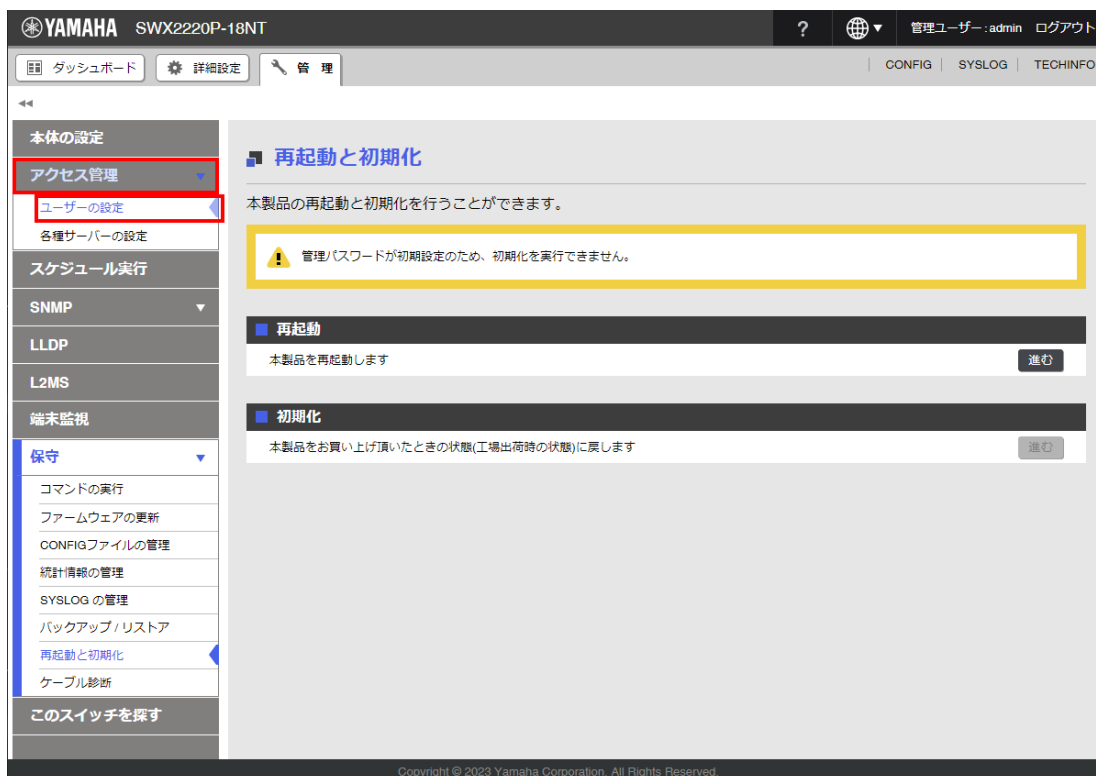 YAMAHA SWX2220P-18NT
?
管理ユーザー:admin ログアウト
ダッシュボード
詳細設定
管 理
CONFIG
SYSLOG
TECHINFO
本体の設定
アクセス管理
ユーザーの設定
各種サーバーの設定
スケジュール実行
SNMP
LLDP
L2MS
端末監視
保守
コマンドの実行
ファームウェアの更新
CONFIGファイルの管理
統計情報の管理
SYSLOG の管理
バックアップ / リストア
再起動と初期化
ケーブル診断
このスイッチを探す
再起動と初期化
本製品の再起動と初期化を行うことができます。
管理パスワードが初期設定のため、初期化を実行できません。
再起動
本製品を再起動します
進む
初期化
本製品をお買い上げ頂いたときの状態(工場出荷時の状態)に戻します
進む
Copyright © 2023 Yamaha Corporation. All Rights Reserved.